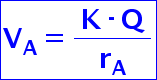 V_A = K · Q / r_A